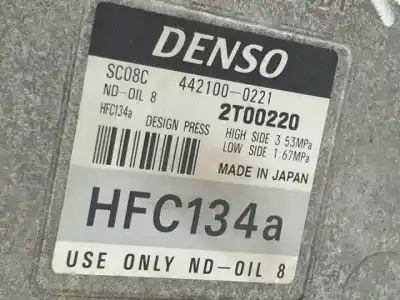 DENSO
SC08C 442100-0221
ND-OIL 8 2T00220
HFC134a DESIGN PRESS HIGH SIDE 3.53MPa
LOW SIDE 1.67MPa
MADE IN JAPAN
HFC134a
USE ONLY ND-OIL 8